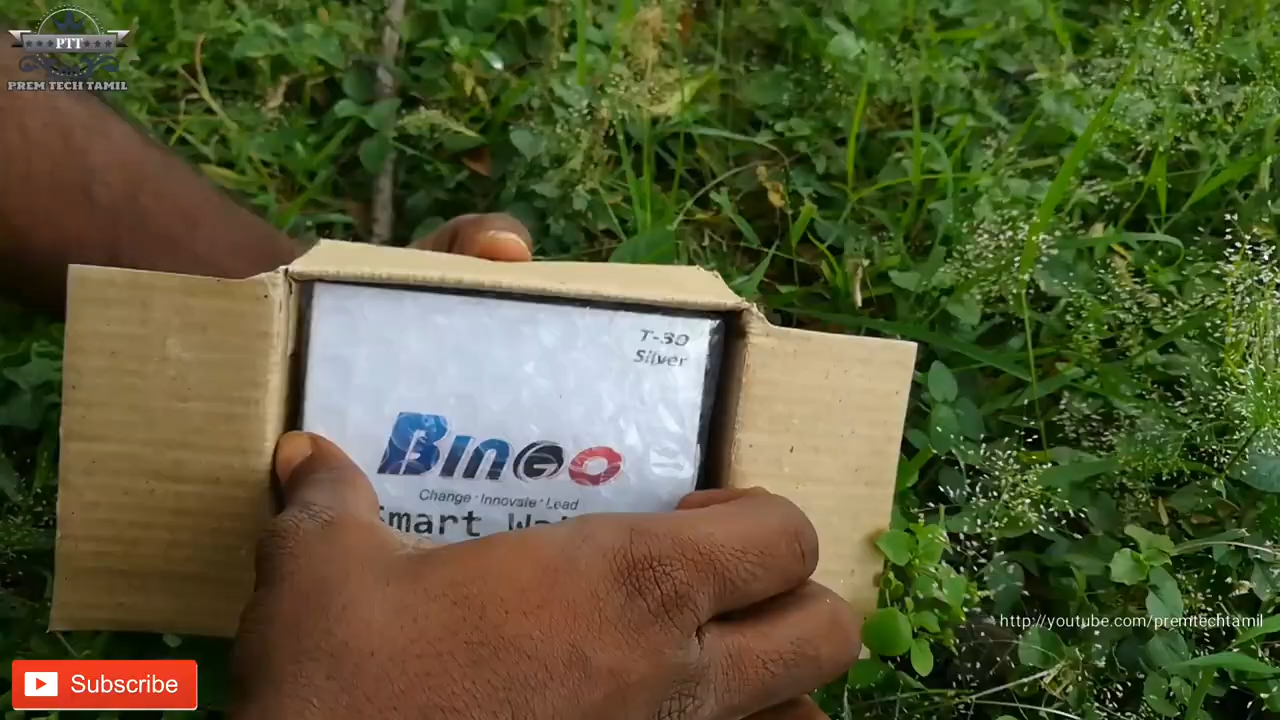 PTT
PREM TECH TAMIL
T-30
Silver
Bingo
Change · Innovate · Lead
http://youtube.com/premtechtamil
Subscribe